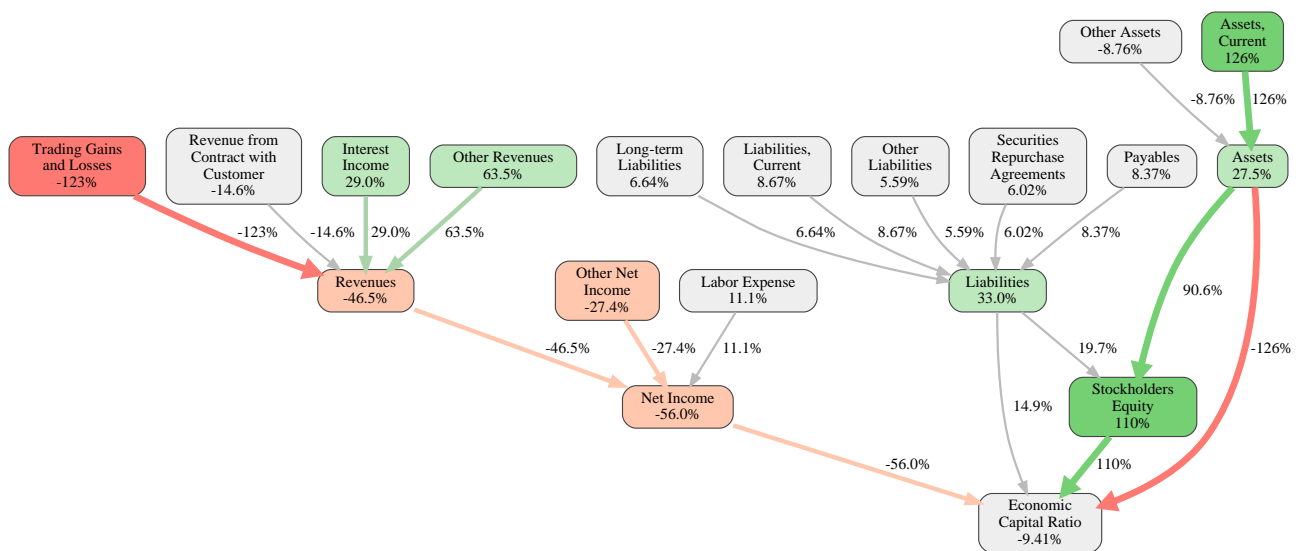 Other Assets
-8.76%
Assets,
Current
126%
-8.76%
126%
Trading Gains
and Losses
-123%
Revenue from
Contract with
Customer
-14.6%
Interest
Income
29.0%
Other Revenues
63.5%
Long-term
Liabilities
6.64%
Liabilities,
Current
8.67%
Other
Liabilities
5.59%
Securities
Repurchase
Agreements
6.02%
Payables
8.37%
Assets
27.5%
-123%
-14.6%
29.0%
63.5%
6.64%
8.67%
5.59%
6.02%
8.37%
Revenues
-46.5%
Other Net
Income
-27.4%
Labor Expense
11.1%
Liabilities
33.0%
90.6%
-46.5%
-27.4%
11.1%
19.7%
-126%
Net Income
-56.0%
14.9%
Stockholders
Equity
110%
-56.0%
110%
Economic
Capital Ratio
-9.41%